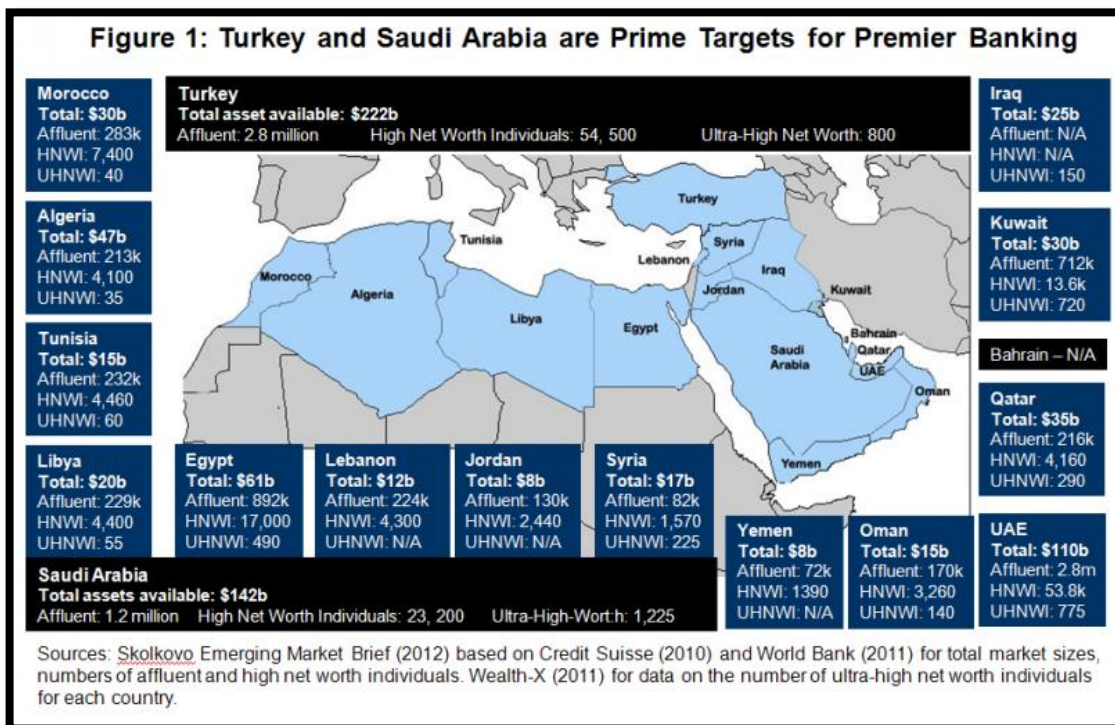 Figure 1: Turkey and Saudi Arabia are Prime Targets for Premier Banking
Morocco
Total: $30b
Affluent: 283k
HNWI: 7,400
UHNWI: 40
Turkey
Total asset available: $222b
Affluent: 2.8 million High Net Worth Individuals: 54, 500 Ultra-High Net Worth: 800
Iraq
Total: $25b
Affluent: N/A
HNWI: N/A
UHNWI: 150
Algeria
Total: $47b
Affluent: 213k
HNWI: 4,100
UHNWI: 35
Kuwait
Total: $30b
Affluent: 712k
HNWI: 13.6k
UHNWI: 720
Tunisia
Total: $15b
Affluent: 232k
HNWI: 4,460
UHNWI: 60
Bahrain – N/A
Turkey
Tunisia
Syria
Lebanon
Morocco
Iraq
Algeria
Jordan
Kuwait
Libya
Egypt
Bahrain
Saudi
Arabia
Qatar
UAE
Oman
Yemen
Qatar
Total: $35b
Affluent: 216k
HNWI: 4,160
UHNWI: 290
Libya
Total: $20b
Affluent: 229k
HNWI: 4,400
UHNWI: 55
Egypt
Total: $61b
Affluent: 892k
HNWI: 17,000
UHNWI: 490
Lebanon
Total: $12b
Affluent: 224k
HNWI: 4,300
UHNWI: N/A
Jordan
Total: $8b
Affluent: 130k
HNWI: 2,440
UHNWI: N/A
Syria
Total: $17b
Affluent: 82k
HNWI: 1,570
UHNWI: 225
Yemen
Total: $8b
Affluent: 72k
HNWI: 1390
UHNWI: N/A
Oman
Total: $15b
Affluent: 170k
HNWI: 3,260
UHNWI: 140
UAE
Total: $110b
Affluent: 2.8m
HNWI: 53.8k
UHNWI: 775
Saudi Arabia
Total assets available: $142b
Affluent: 1.2 million High Net Worth Individuals: 23, 200 Ultra-High-Wort:h: 1,225
Sources: Skolkovo Emerging Market Brief (2012) based on Credit Suisse (2010) and World Bank (2011) for total market sizes,
numbers of affluent and high net worth individuals. Wealth-X (2011) for data on the number of ultra-high net worth individuals
for each country.